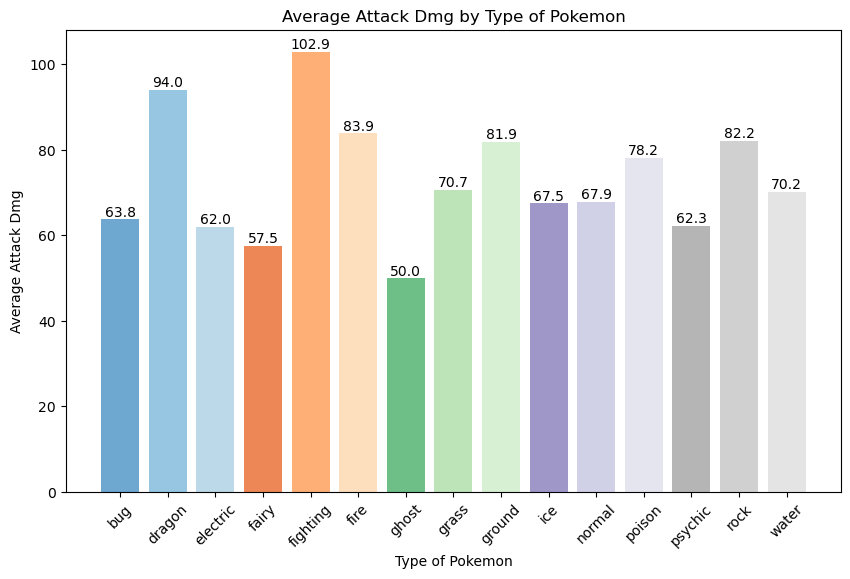 Average Attack Dmg by Type of Pokemon
Average Attack Dmg
100
80
60
40
20
0
63.8
94.0
62.0
57.5
102.9
83.9
50.0
70.7
81.9
67.5
67.9
78.2
62.3
82.2
70.2
bug
dragon
electric
fairy
fighting
fire
ghost
grass
ground
ice
normal
poison
psychic
rock
water
Type of Pokemon